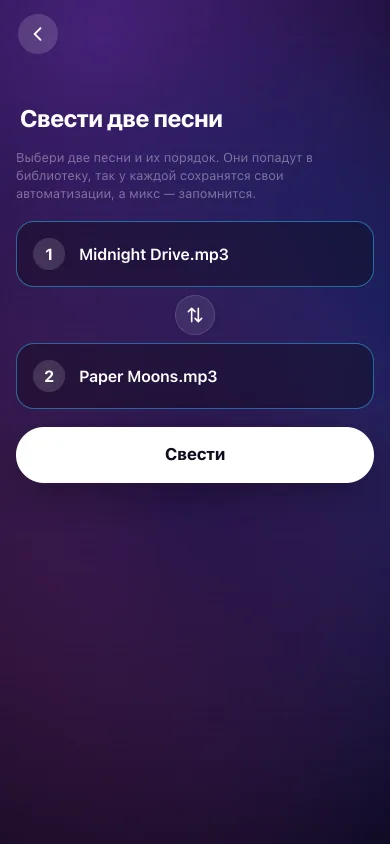 Свести две песни
Выбери две песни и их порядок. Они попадут в
библиотеку, так у каждой сохранятся свои
автоматизации, а микс — запомнится.
1 Midnight Drive.mp3
2 Paper Moons.mp3
Свести